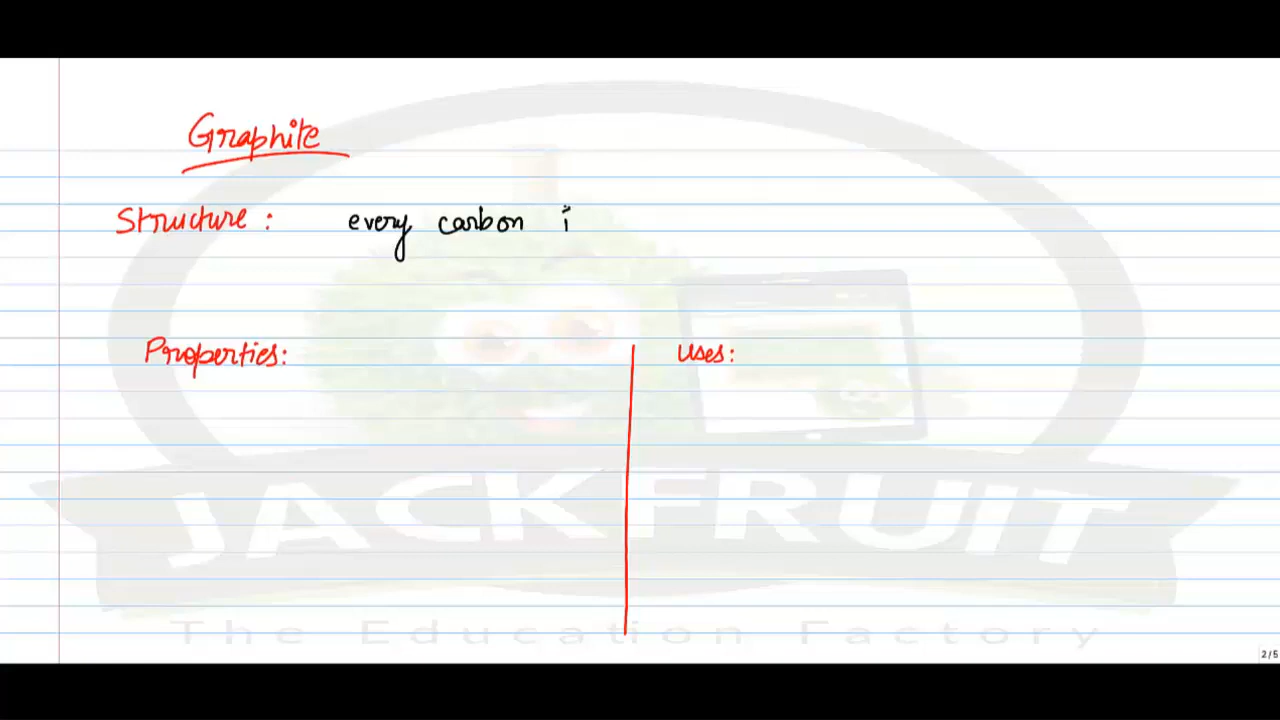 Graphite
Structure: every carbon i
Properties:
Uses:
JACKFRUIT
The Education Factory
2/5